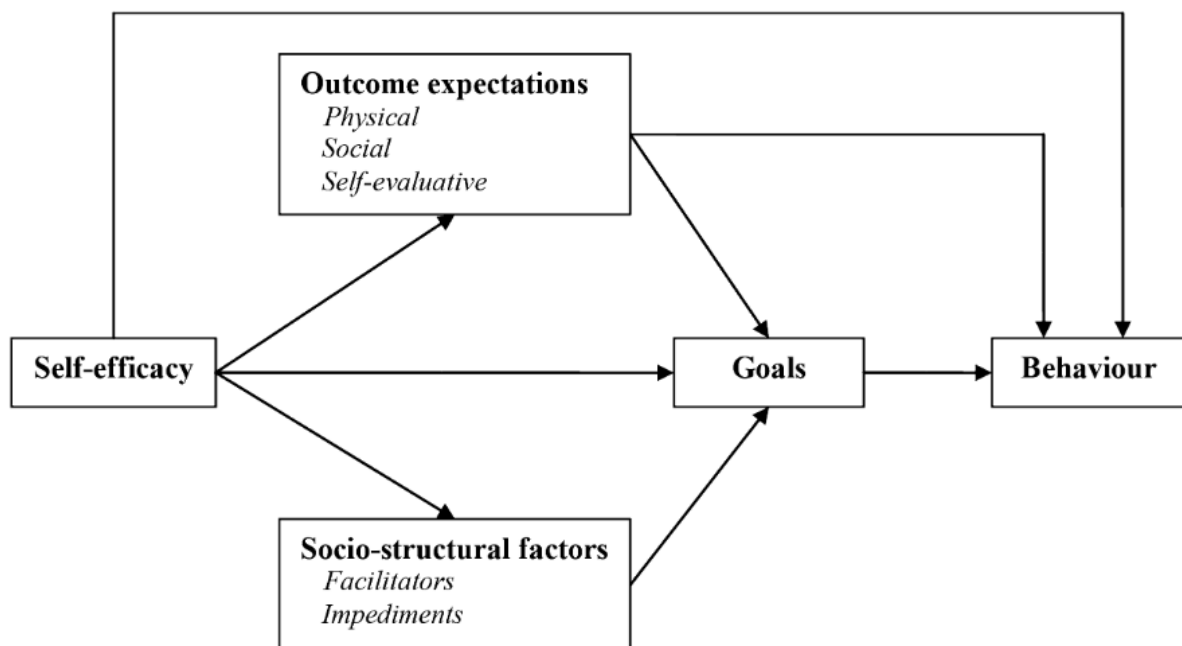 Outcome expectations
Physical
Social
Self-evaluative
Self-efficacy
Goals
Behaviour
Socio-structural factors
Facilitators
Impediments